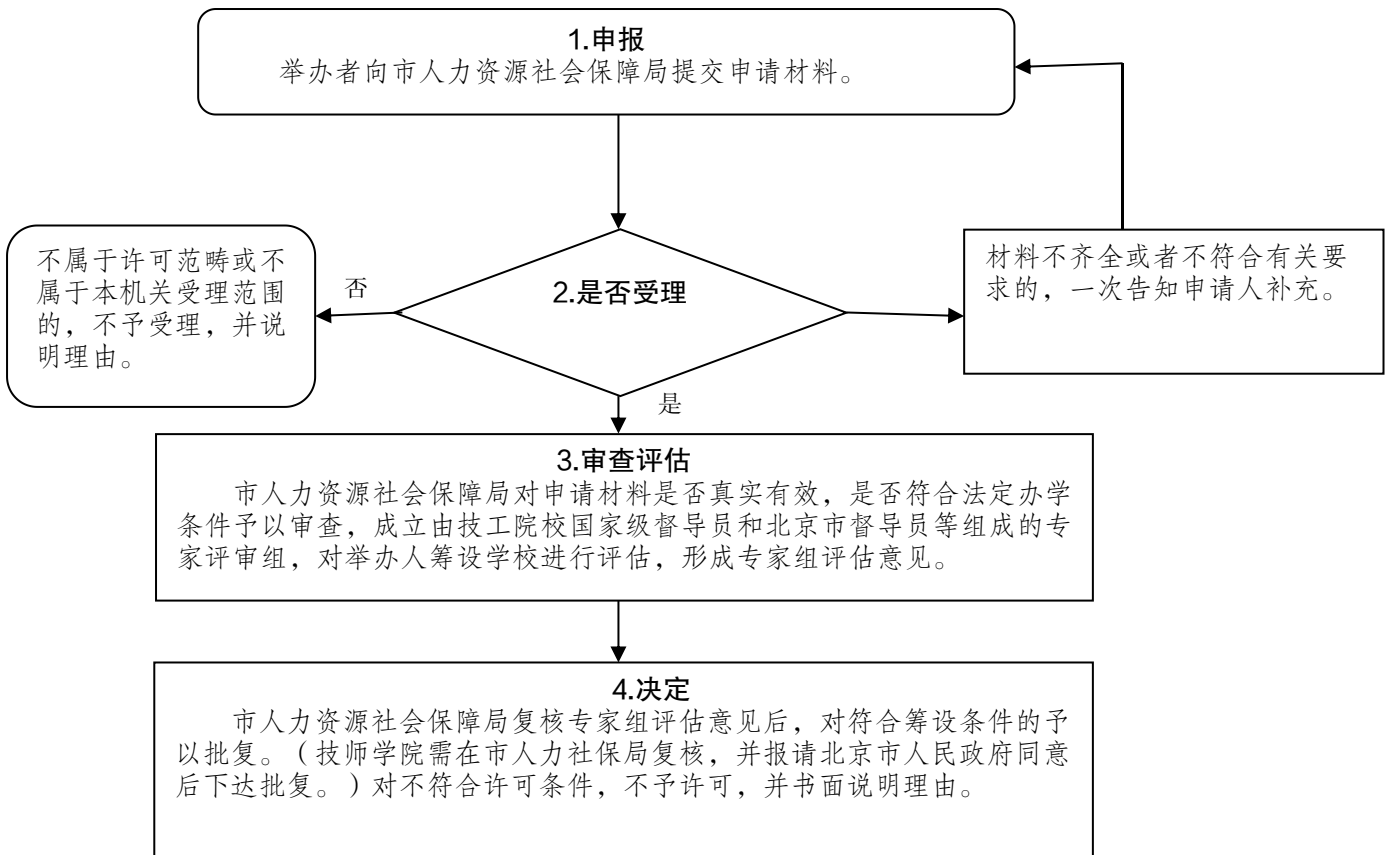 1.申报
举办者向市人力资源社会保障局提交申请材料。
不属于许可范畴或不
属于本机关受理范围
的，不予受理，并说
明理由。
否
2.是否受理
材料不齐全或者不符合有关要
求的，一次告知申请人补充。
是
3.审查评估
市人力资源社会保障局对申请材料是否真实有效，是否符合法定办学
条件予以审查，成立由技工院校国家级督导员和北京市督导员等组成的专
家评审组，对举办人筹设学校进行评估，形成专家组评估意见。
4.决定
市人力资源社会保障局复核专家组评估意见后，对符合筹设条件的予
以批复。（技师学院需在市人力社保局复核，并报请北京市人民政府同意
后下达批复。）对不符合许可条件，不予许可，并书面说明理由。